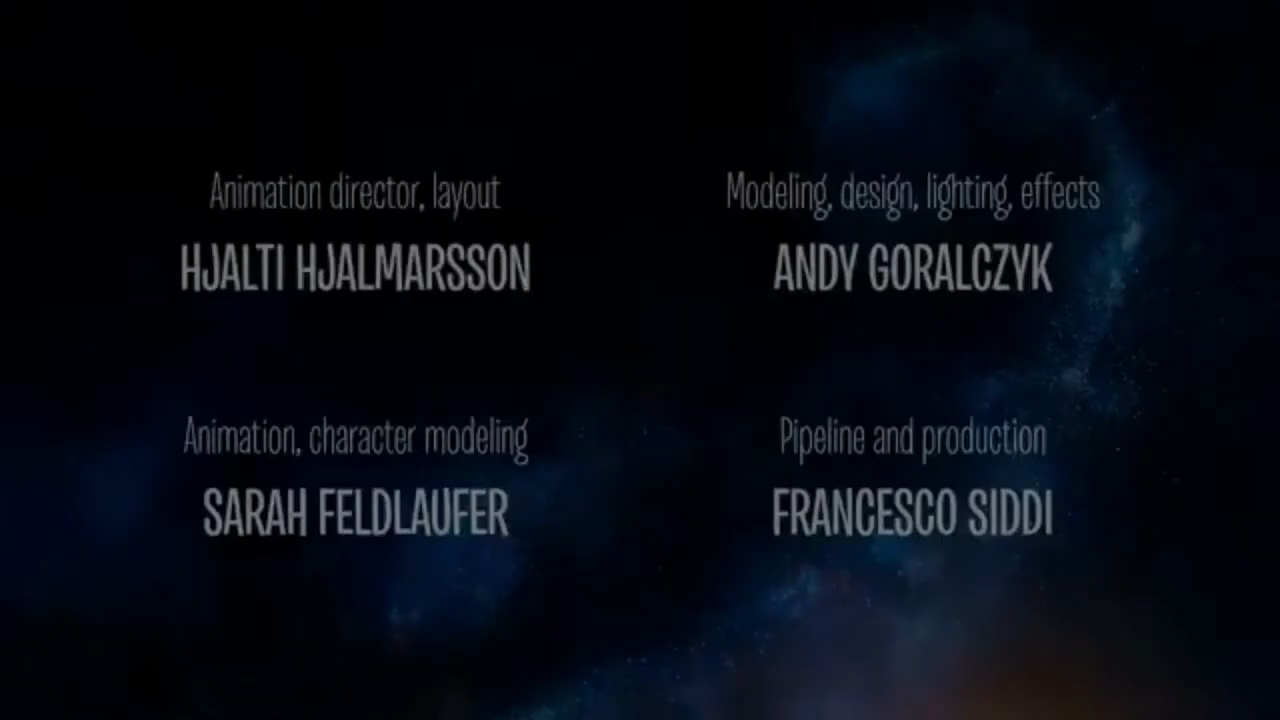 Animation director, layout
HJALTI HJALMARSSON
Modeling, design, lighting, effects
ANDY GORALCZYK
Animation, character modeling
SARAH FELDLAUFER
Pipeline and production
FRANCESCO SIDDI